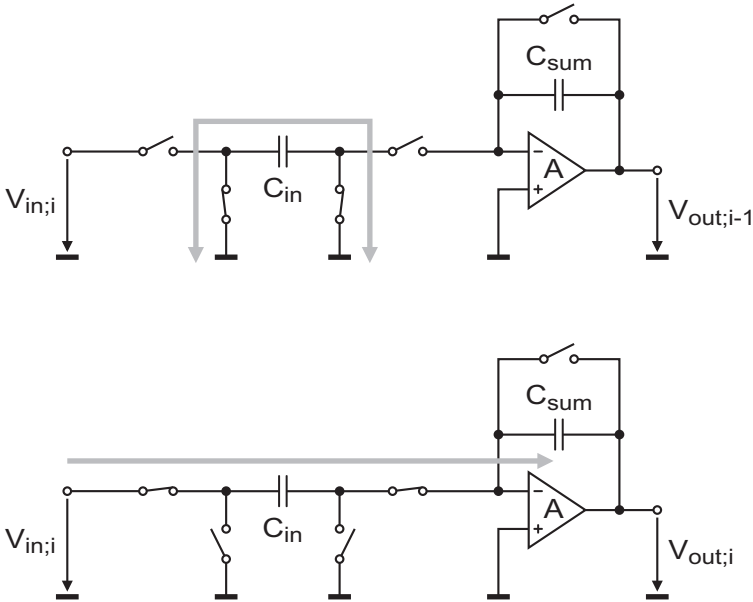 C_sum
C_in
A
−
+
V_in;i
V_out;i-1
C_sum
C_in
A
−
+
V_in;i
V_out;i